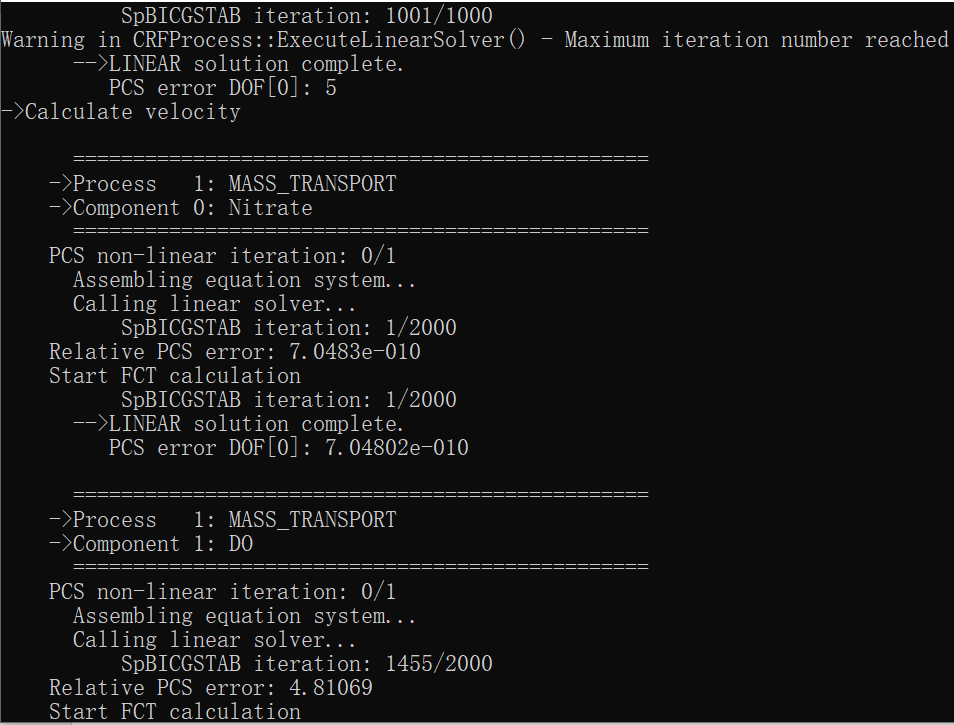 SpBICGSTAB iteration: 1001/1000
Warning in CRFProcess::ExecuteLinearSolver() - Maximum iteration number reached
-->LINEAR solution complete.
PCS error DOF[0]: 5
->Calculate velocity
================================================
->Process   1: MASS_TRANSPORT
->Component 0: Nitrate
================================================
PCS non-linear iteration: 0/1
Assembling equation system...
Calling linear solver...
SpBICGSTAB iteration: 1/2000
Relative PCS error: 7.0483e-010
Start FCT calculation
SpBICGSTAB iteration: 1/2000
-->LINEAR solution complete.
PCS error DOF[0]: 7.04802e-010
================================================
->Process   1: MASS_TRANSPORT
->Component 1: DO
================================================
PCS non-linear iteration: 0/1
Assembling equation system...
Calling linear solver...
SpBICGSTAB iteration: 1455/2000
Relative PCS error: 4.81069
Start FCT calculation